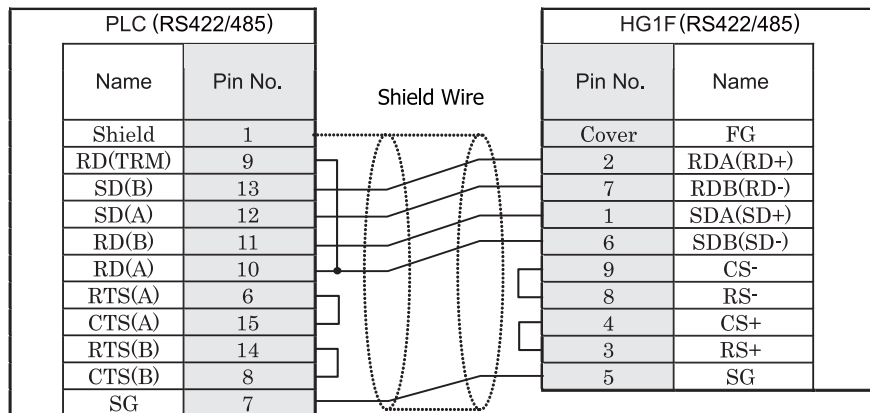 PLC (RS422/485) HG1F(RS422/485)
Name Pin No. Shield Wire Pin No. Name
Shield 1 Cover FG
RD(TRM) 9 2 RDA(RD+)
SD(B) 13 7 RDB(RD-)
SD(A) 12 1 SDA(SD+)
RD(B) 11 6 SDB(SD-)
RD(A) 10 9 CS-
RTS(A) 6 8 RS-
CTS(A) 15 4 CS+
RTS(B) 14 3 RS+
CTS(B) 8 5 SG
SG 7